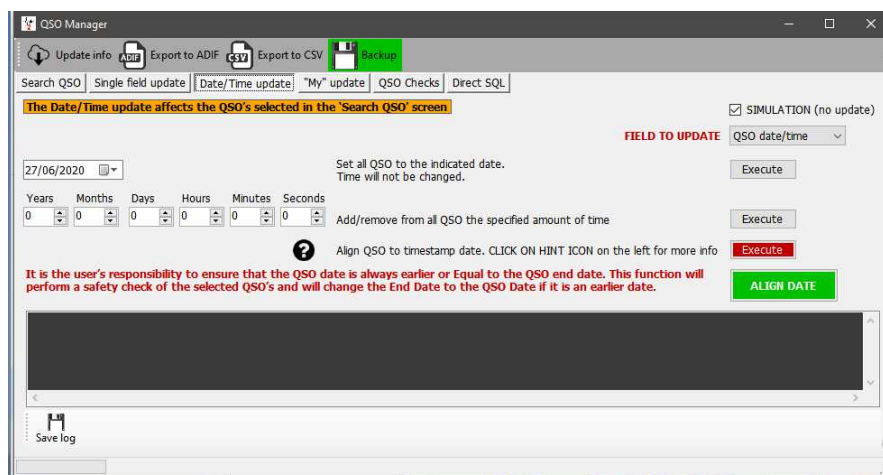 QSO Manager
Update info ADIF Export to ADIF CSV Export to CSV Backup
Search QSO Single field update Date/Time update "My" update QSO Checks Direct SQL
The Date/Time update affects the QSO's selected in the 'Search QSO' screen
SIMULATION (no update)
FIELD TO UPDATE QSO date/time
27/06/2020 Set all QSO to the indicated date. Execute
Time will not be changed.
Years Months Days Hours Minutes Seconds
0 0 0 0 0 0 Add/remove from all QSO the specified amount of time Execute
? Align QSO to timestamp date. CLICK ON HINT ICON on the left for more info Execute
It is the user's responsibility to ensure that the QSO date is always earlier or Equal to the QSO end date. This function will
perform a safety check of the selected QSO's and will change the End Date to the QSO Date if it is an earlier date.
ALIGN DATE
Save log